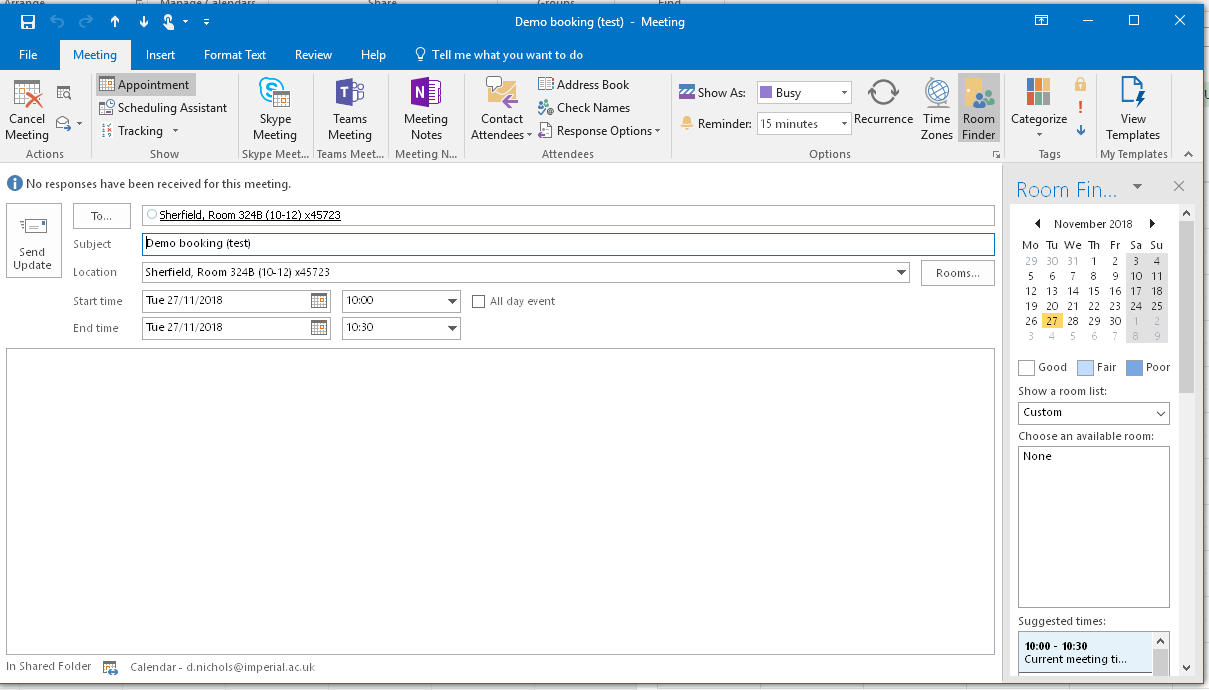 Demo booking (test) - Meeting
File Meeting Insert Format Text Review Help Tell me what you want to do
Cancel Meeting
Actions
Appointment
Scheduling Assistant
Tracking
Show
Skype Meeting
Skype Meet...
Teams Meeting
Teams Meet...
Meeting Notes
Meeting N...
Contact Attendees
Address Book
Check Names
Response Options
Attendees
Show As: Busy
Reminder: 15 minutes
Recurrence
Time Zones
Room Finder
Options
Categorize
Tags
View Templates
My Templates
No responses have been received for this meeting.
Send Update
To... Sherfield, Room 324B (10-12) x45723
Subject Demo booking (test)
Location Sherfield, Room 324B (10-12) x45723 Rooms...
Start time Tue 27/11/2018 10:00 All day event
End time Tue 27/11/2018 10:30
In Shared Folder Calendar - d.nichols@imperial.ac.uk
Room Fin...
November 2018
Mo Tu We Th Fr Sa Su
29 30 31 1 2 3 4
5 6 7 8 9 10 11
12 13 14 15 16 17 18
19 20 21 22 23 24 25
26 27 28 29 30 1 2
3 4 5 6 7 8 9
Good Fair Poor
Show a room list:
Custom
Choose an available room:
None
Suggested times:
10:00 - 10:30
Current meeting ti...